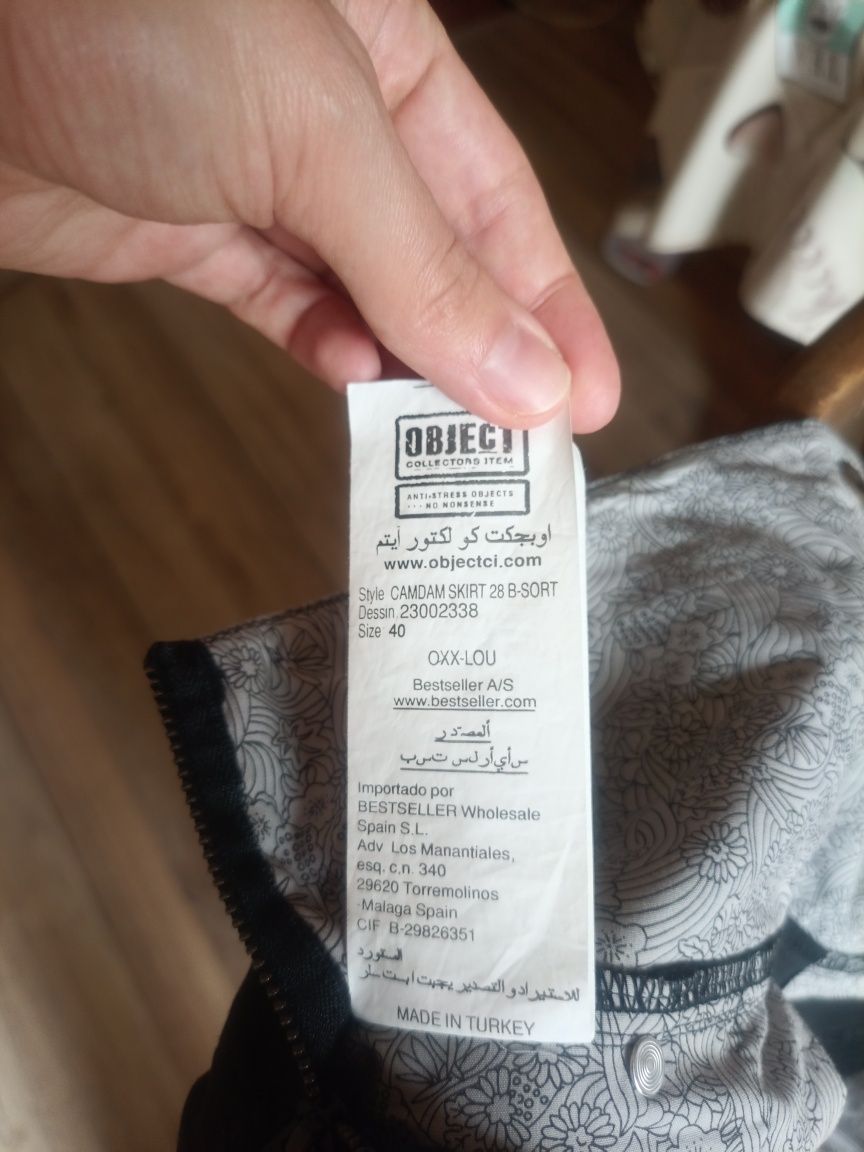 OBJECT
COLLECTORS ITEM
ANTI-STRESS OBJECTS
··· NO NONSENSE
اوبجكت كو لكتور أيتم
www.objectci.com
Style CAMDAM SKIRT 28 B-SORT
Dessin 23002338
Size 40
OXX-LOU
Bestseller A/S
www.bestseller.com
Importado por
BESTSELLER Wholesale
Spain S.L.
Adv Los Manantiales,
esq. c.n. 340
29620 Torremolinos
-Malaga Spain
CIF B-29826351
MADE IN TURKEY